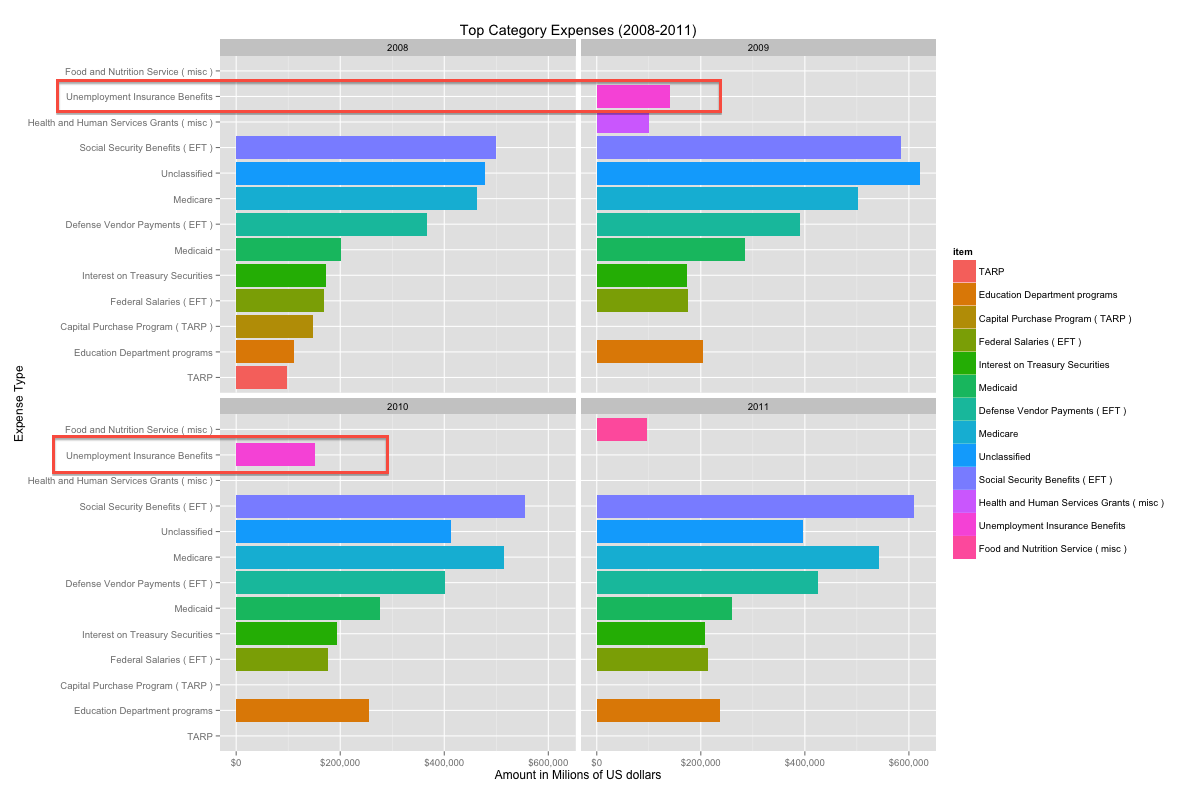 Top Category Expenses (2008-2011)
2008
2009
Food and Nutrition Service ( misc )
Unemployment Insurance Benefits
Health and Human Services Grants ( misc )
Social Security Benefits ( EFT )
Unclassified
Medicare
Defense Vendor Payments ( EFT )
Medicaid
Interest on Treasury Securities
Federal Salaries ( EFT )
Capital Purchase Program ( TARP )
Education Department programs
TARP
2010
2011
Food and Nutrition Service ( misc )
Unemployment Insurance Benefits
Health and Human Services Grants ( misc )
Social Security Benefits ( EFT )
Unclassified
Medicare
Defense Vendor Payments ( EFT )
Medicaid
Interest on Treasury Securities
Federal Salaries ( EFT )
Capital Purchase Program ( TARP )
Education Department programs
TARP
Expense Type
$0 $200,000 $400,000 $600,000
$0 $200,000 $400,000 $600,000
Amount in Milions of US dollars
item
TARP
Education Department programs
Capital Purchase Program ( TARP )
Federal Salaries ( EFT )
Interest on Treasury Securities
Medicaid
Defense Vendor Payments ( EFT )
Medicare
Unclassified
Social Security Benefits ( EFT )
Health and Human Services Grants ( misc )
Unemployment Insurance Benefits
Food and Nutrition Service ( misc )